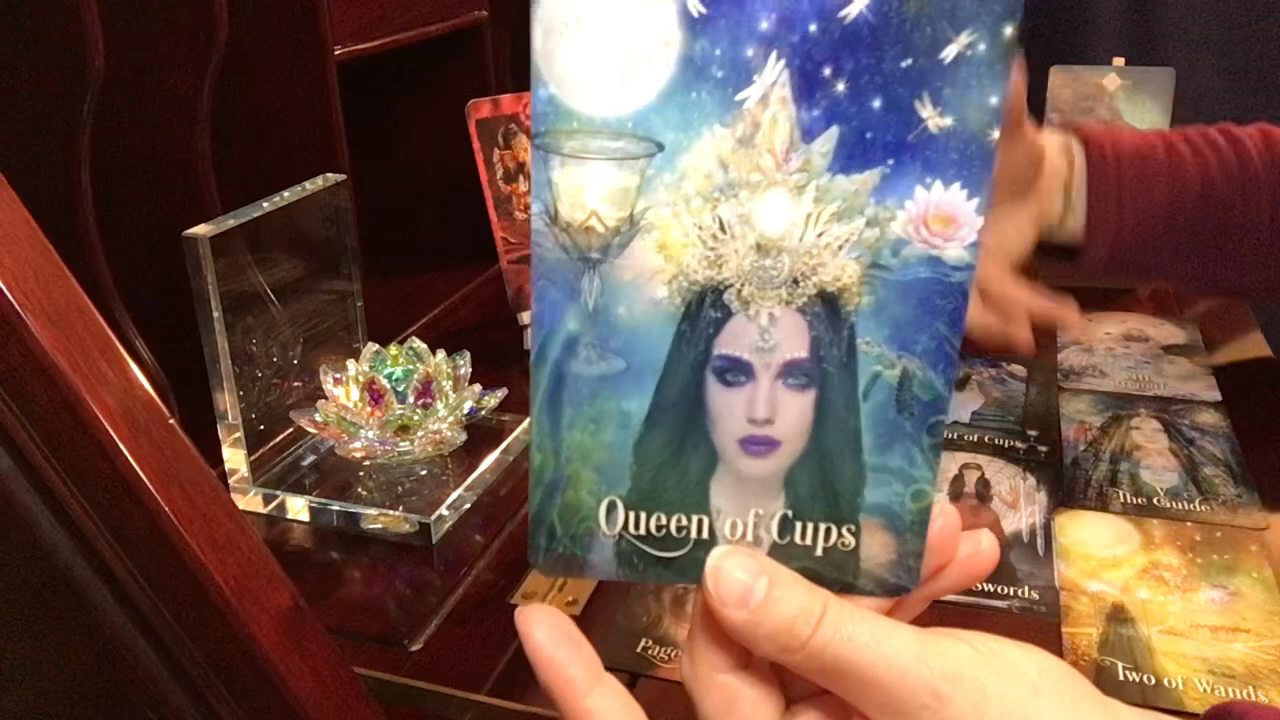 Queen of Cups
of Cups
The Guide
Swords
Two of Wands
Page